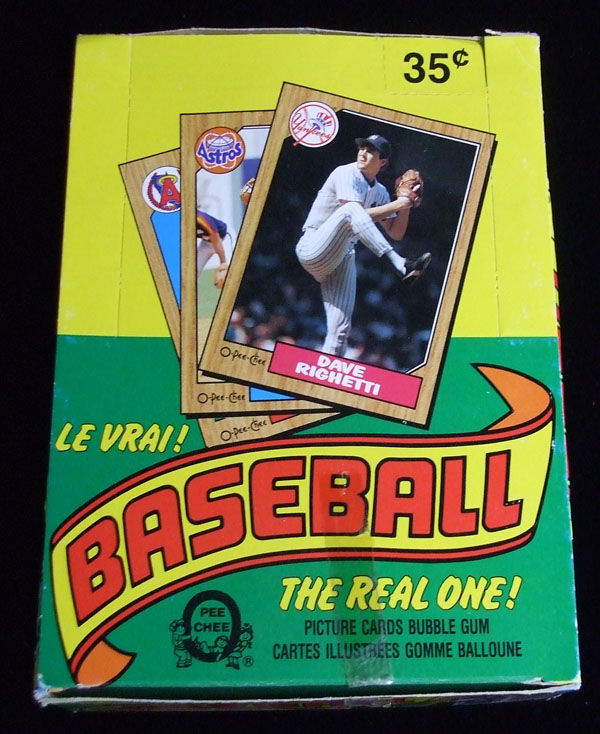 35¢
Yankees
Astros
A
O-Pee-Chee
DAVE
RIGHETTI
O-Pee-Chee
O-Pee-Chee
LE VRAI!
BASEBALL
THE REAL ONE!
PEE
CHEE
®
PICTURE CARDS BUBBLE GUM
CARTES ILLUSTRÉES GOMME BALLOUNE